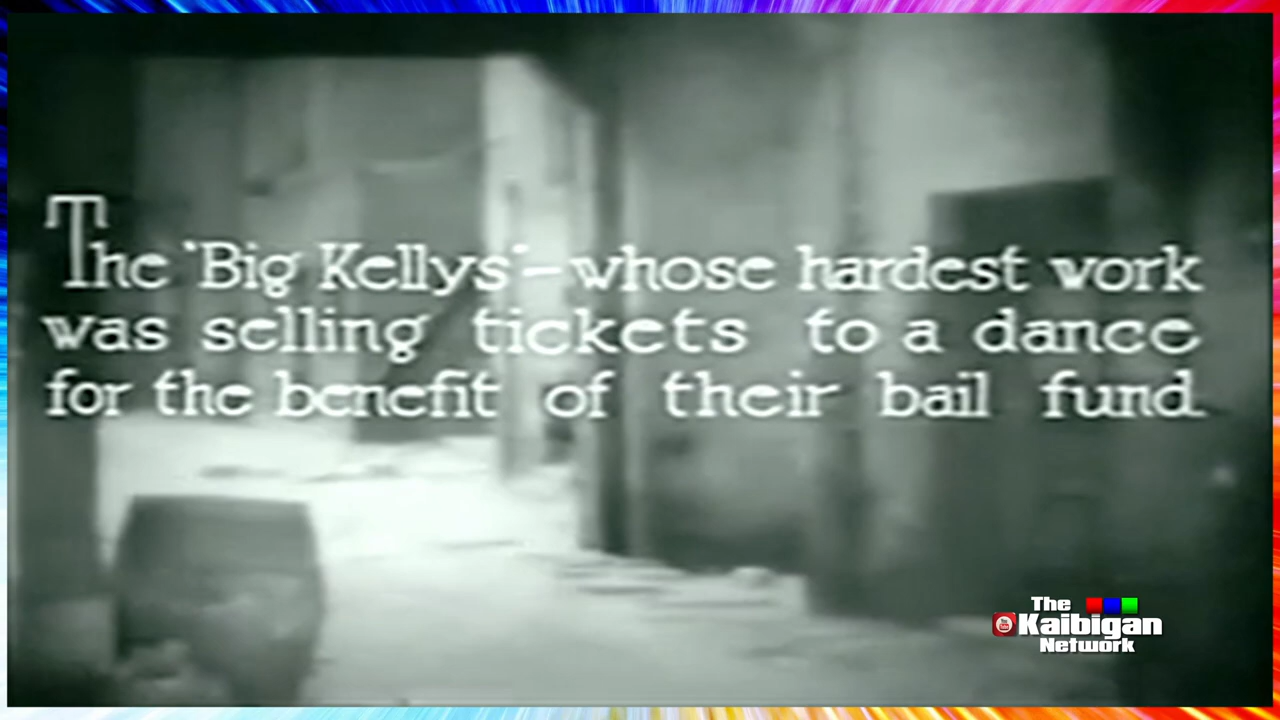 The "Big Kellys"—whose hardest work
was selling tickets to a dance
for the benefit of their bail fund.
The
Kaibigan
Network